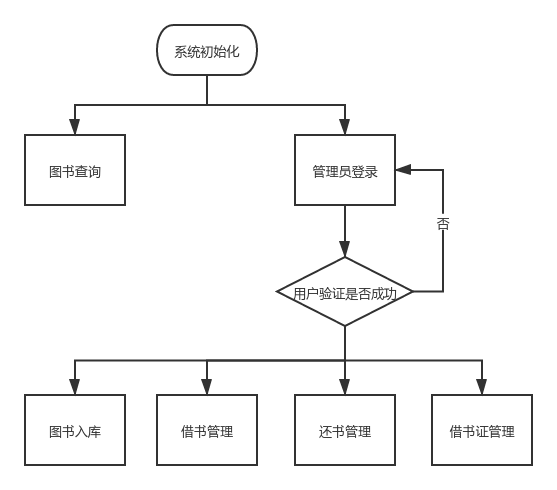 系统初始化
图书查询
管理员登录
否
用户验证是否成功
图书入库
借书管理
还书管理
借书证管理